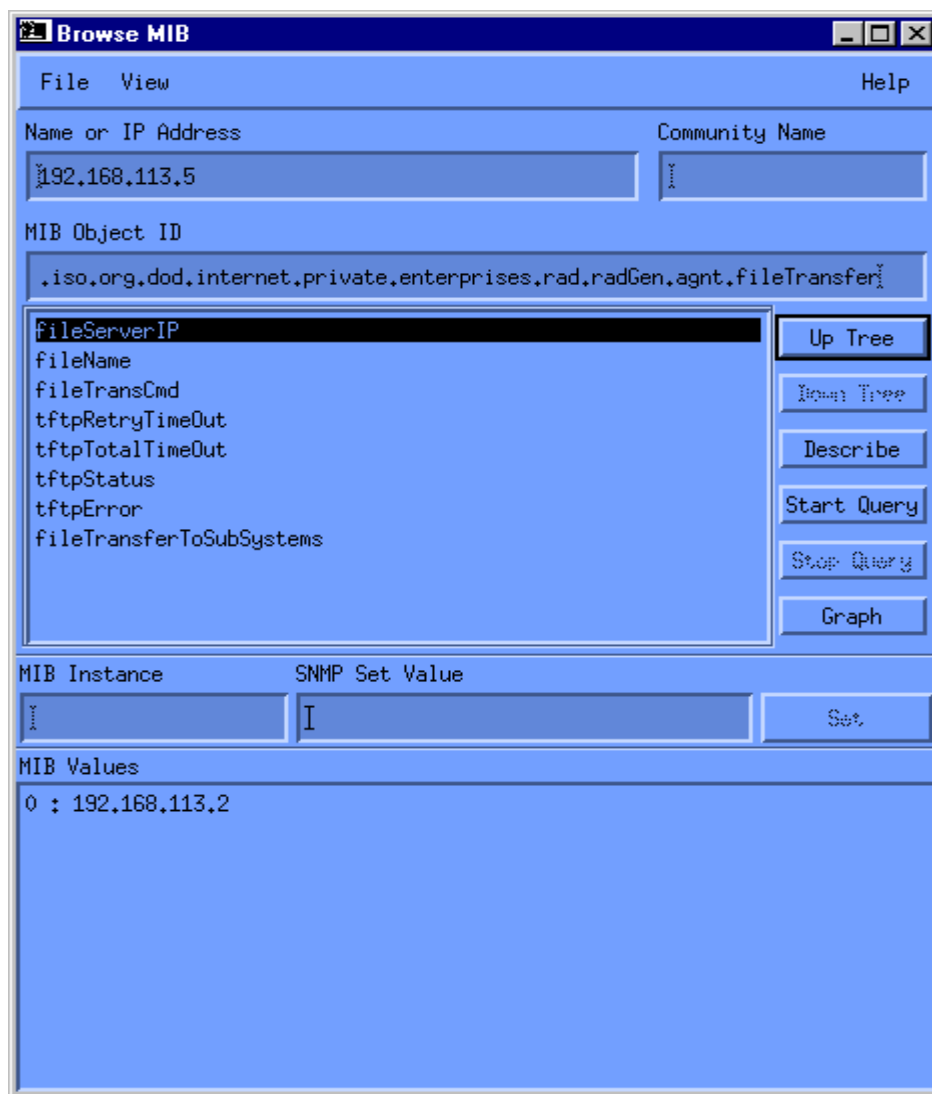 Browse MIB
File View Help
Name or IP Address Community Name
192.168.113.5
MIB Object ID
.iso.org.dod.internet.private.enterprises.rad.radGen.agnt.fileTransfer
fileServerIP
Up Tree
fileName
fileTransCmd
Down Tree
tftpRetryTimeOut
tftpTotalTimeOut
Describe
tftpStatus
tftpError
Start Query
fileTransferToSubSystems
Stop Query
Graph
MIB Instance SNMP Set Value
Set
MIB Values
0 : 192.168.113.2